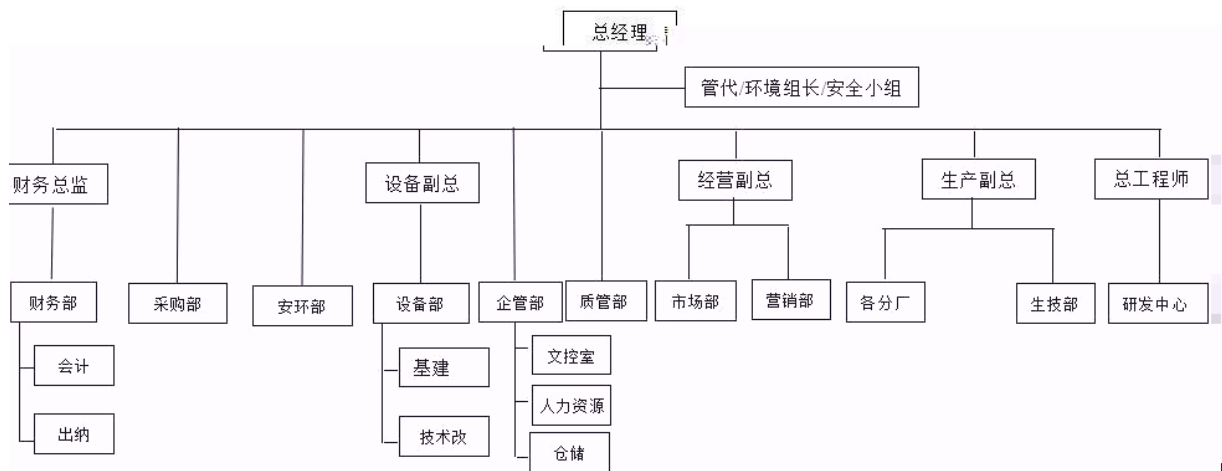 总经理
管代/环境组长/安全小组
财务总监
设备副总
经营副总
生产副总
总工程师
财务部
采购部
安环部
设备部
企管部
质管部
市场部
营销部
各分厂
生技部
研发中心
会计
基建
文控室
人力资源
出纳
技术改
仓储